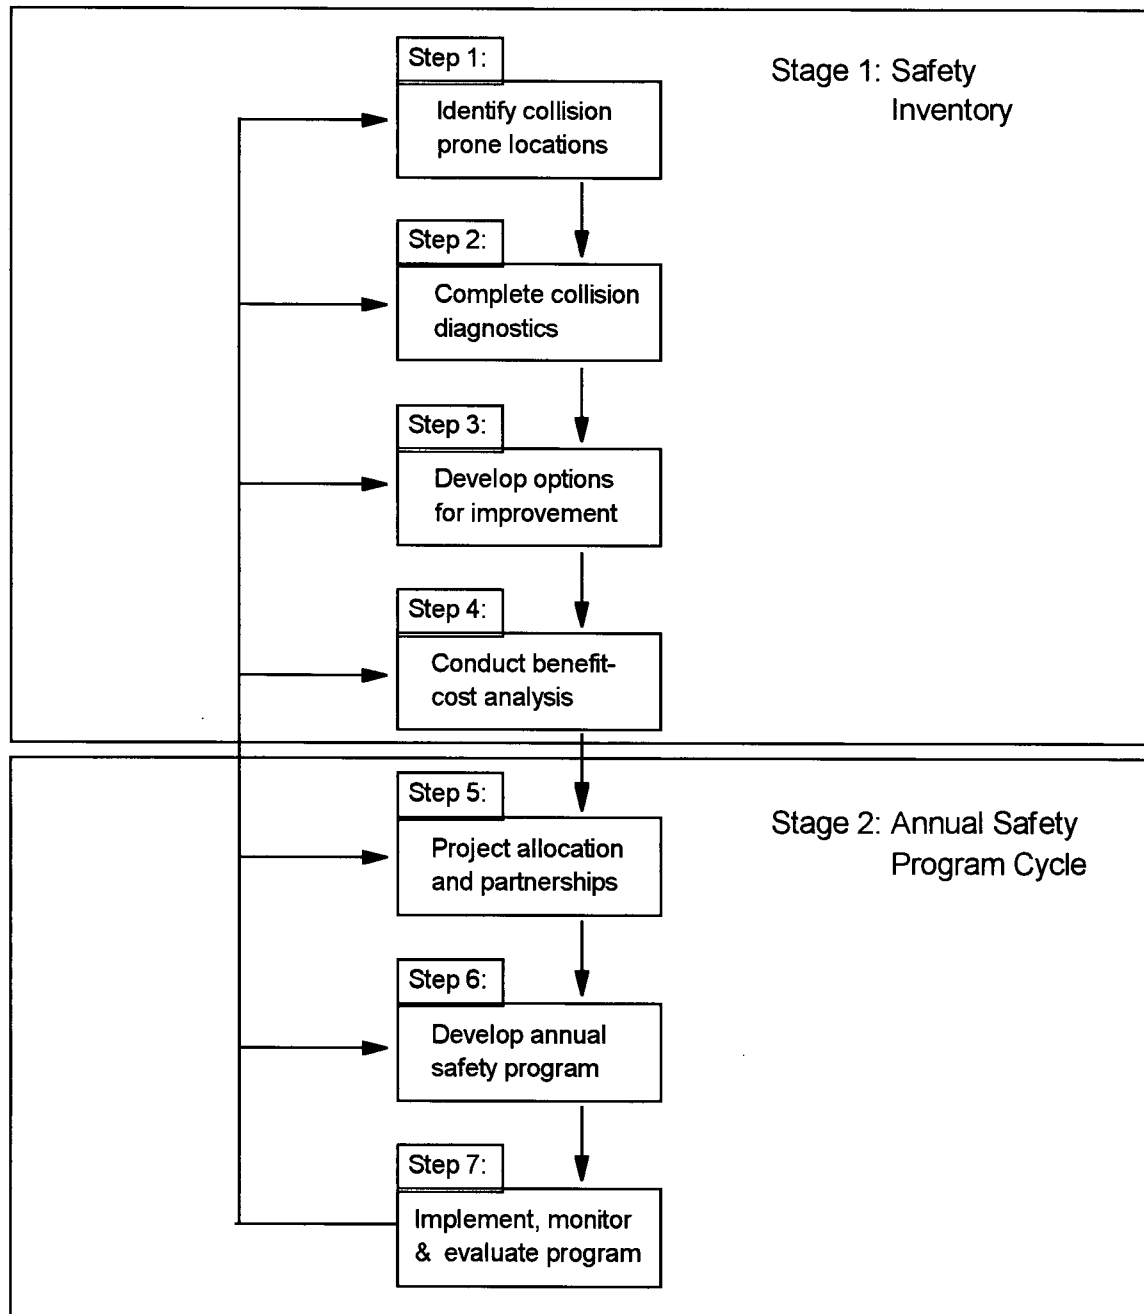 Step 1:
Identify collision
prone locations
Stage 1: Safety
Inventory
Step 2:
Complete collision
diagnostics
Step 3:
Develop options
for improvement
Step 4:
Conduct benefit-
cost analysis
Step 5:
Project allocation
and partnerships
Stage 2: Annual Safety
Program Cycle
Step 6:
Develop annual
safety program
Step 7:
Implement, monitor
& evaluate program